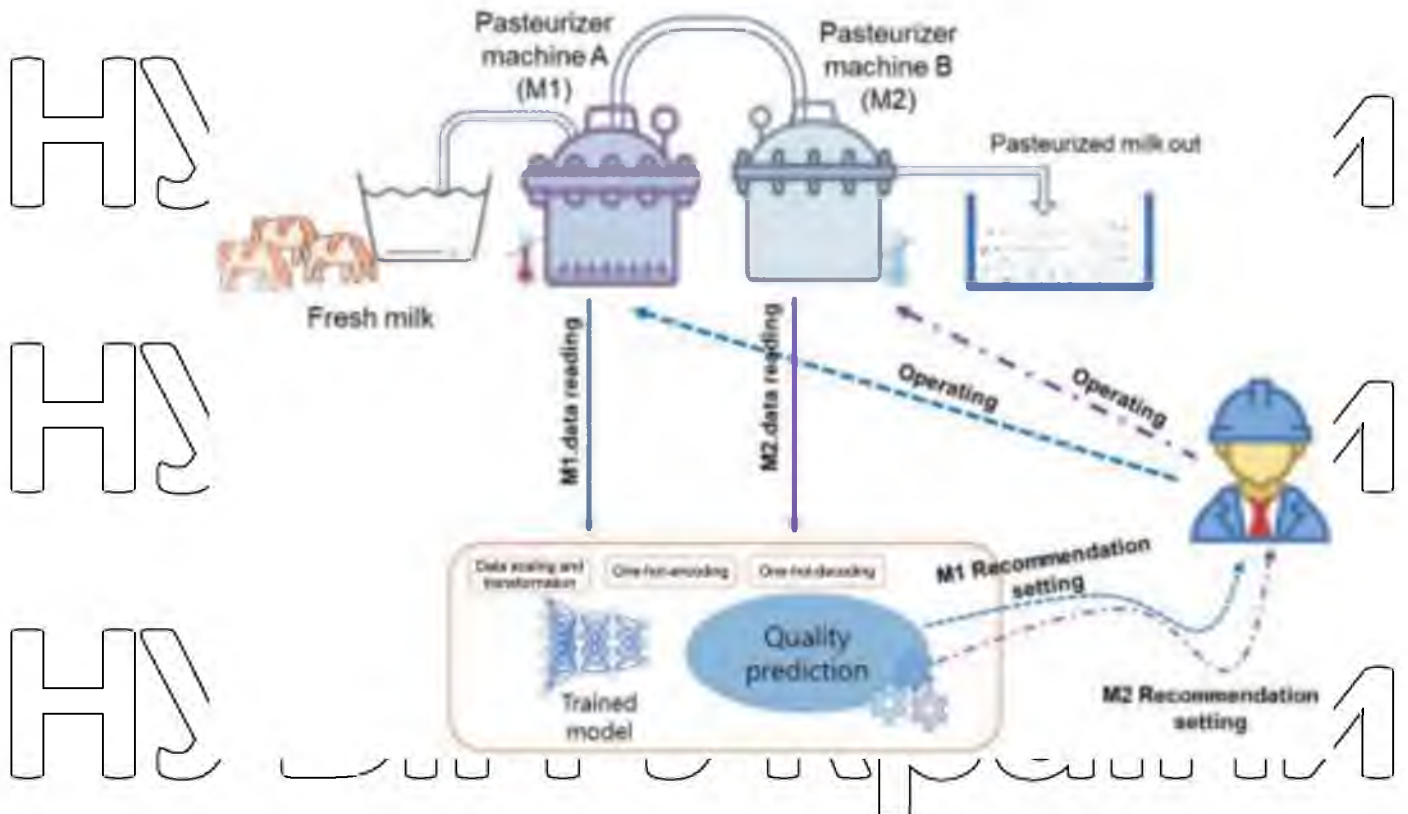 Pasteurizer
machine A
(M1)
Pasteurizer
machine B
(M2)
Pasteurized milk out
Fresh milk
M1.data reading
M2.data reading
Operating
Operating
Data scaling and
transformation
One-hot-encoding
One-hot-decoding
M1 Recommendation
setting
Quality
prediction
Trained
model
M2 Recommendation
setting